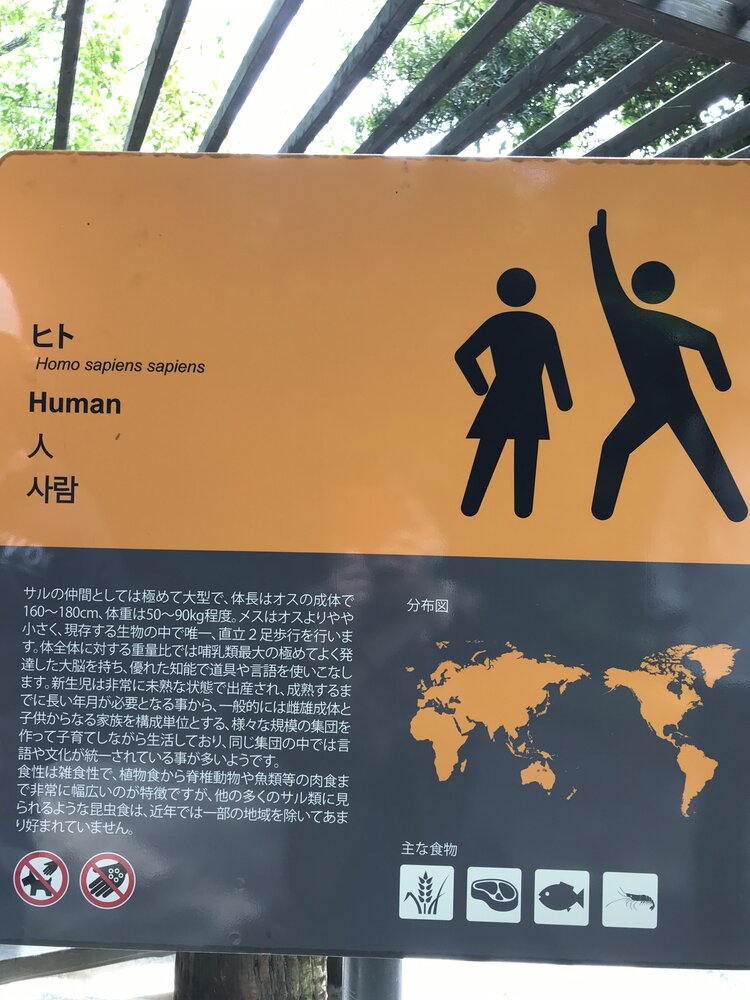 ヒト
Homo sapiens sapiens
Human
人
사람
サルの仲間としては極めて大型で、体長はオスの成体で
160〜180cm、体重は50〜90kg程度。メスはオスよりやや
小さく、現存する生物の中で唯一、直立2足歩行を行いま
す。体全体に対する重量比では哺乳類最大の極めてよく発
達した大脳を持ち、優れた知能で道具や言語を使いこなし
ます。新生児は非常に未熟な状態で出産され、成熟するま
でに長い年月が必要となる事から、一般的には雌雄成体と
子供からなる家族を構成単位とする、様々な規模の集団を
作って子育てしながら生活しており、同じ集団の中では言
語や文化が統一されている事が多いようです。
食性は雑食性で、植物食から脊椎動物や魚類等の肉食ま
で非常に幅広いのが特徴ですが、他の多くのサル類に見
られるような昆虫食は、近年では一部の地域を除いてあま
り好まれていません。
分布図
主な食物